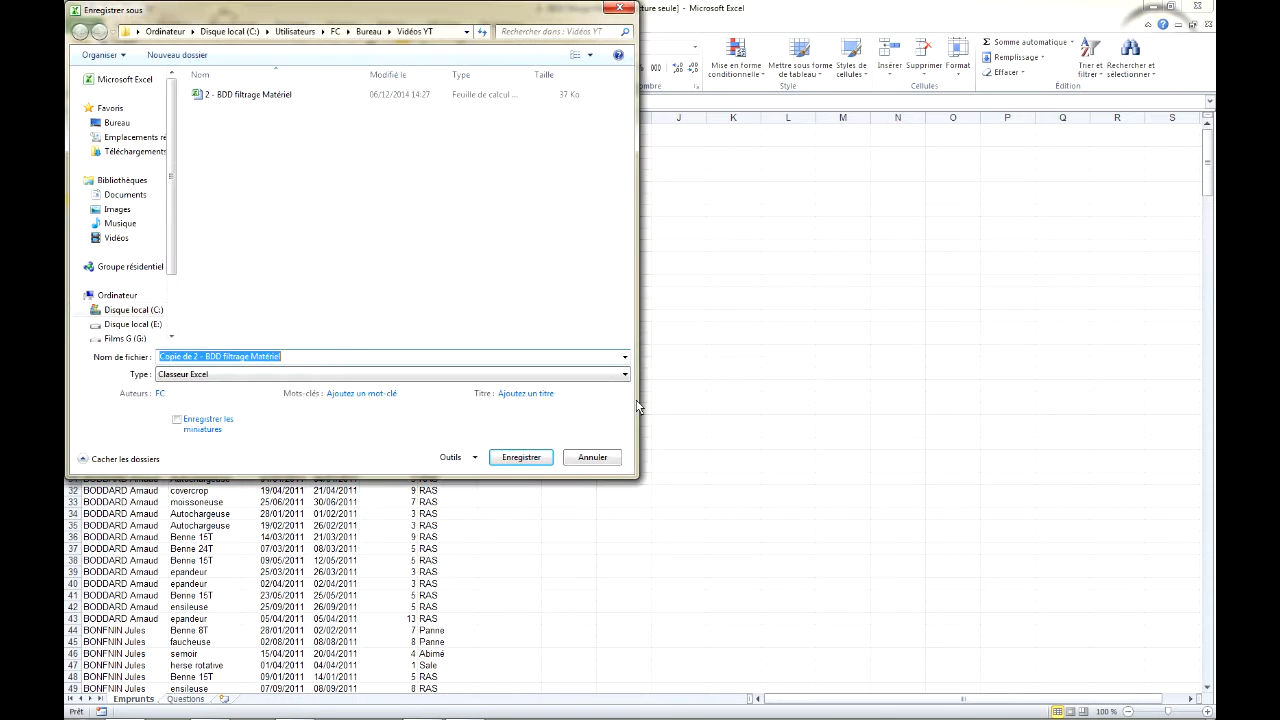 Enregistrer sous
seule] - Microsoft Excel
Ordinateur Disque local (C:) Utilisateurs FC Bureau Vidéos YT
Rechercher dans : Vidéos YT
Organiser Nouveau dossier
Microsoft Excel
Favoris
Bureau
Emplacements ré
Téléchargements
Bibliothèques
Documents
Images
Musique
Vidéos
Groupe résidentiel
Ordinateur
Disque local (C:)
Disque local (E:)
Films G (G:)
Nom Modifié le Type Taille
2 - BDD filtrage Matériel 06/12/2014 14:27 Feuille de calcul ... 37 Ko
Nom de fichier : Copie de 2 - BDD filtrage Matériel
Type : Classeur Excel
Auteurs : FC Mots-clés : Ajoutez un mot-clé Titre : Ajoutez un titre
Enregistrer les
miniatures
Cacher les dossiers Outils Enregistrer Annuler
000
Mise en forme
conditionnelle
Mettre sous forme
de tableau
Styles de
cellules
Style
Insérer Supprimer Format
Cellules
Somme automatique
Remplissage
Effacer
Trier et
filtrer
Rechercher et
sélectionner
Édition
J K L M N O P Q R S
32 BODDARD Arnaud covercrop 19/04/2011 21/04/2011 9 RAS
33 BODDARD Arnaud moissoneuse 25/06/2011 30/06/2011 7 RAS
34 BODDARD Arnaud Autochargeuse 28/01/2011 01/02/2011 3 RAS
35 BODDARD Arnaud Autochargeuse 19/02/2011 26/02/2011 3 RAS
36 BODDARD Arnaud Benne 15T 14/03/2011 21/03/2011 9 RAS
37 BODDARD Arnaud Benne 24T 07/03/2011 08/03/2011 5 RAS
38 BODDARD Arnaud Benne 15T 09/05/2011 12/05/2011 5 RAS
39 BODDARD Arnaud epandeur 25/03/2011 26/03/2011 3 RAS
40 BODDARD Arnaud epandeur 02/04/2011 02/04/2011 3 RAS
41 BODDARD Arnaud Benne 15T 23/05/2011 25/05/2011 5 RAS
42 BODDARD Arnaud ensileuse 25/09/2011 26/09/2011 5 RAS
43 BODDARD Arnaud epandeur 05/04/2011 05/04/2011 13 RAS
44 BONFNIN Jules Benne 8T 28/01/2011 02/02/2011 7 Panne
45 BONFNIN Jules faucheuse 02/08/2011 08/08/2011 8 Panne
46 BONFNIN Jules semoir 15/04/2011 20/04/2011 4 Abimé
47 BONFNIN Jules herse rotative 01/04/2011 04/04/2011 1 Sale
48 BONFNIN Jules Benne 15T 10/01/2011 14/01/2011 5 RAS
49 BONFNIN Jules ensileuse 07/09/2011 08/09/2011 8 RAS
Emprunts Questions
Prêt 100 %